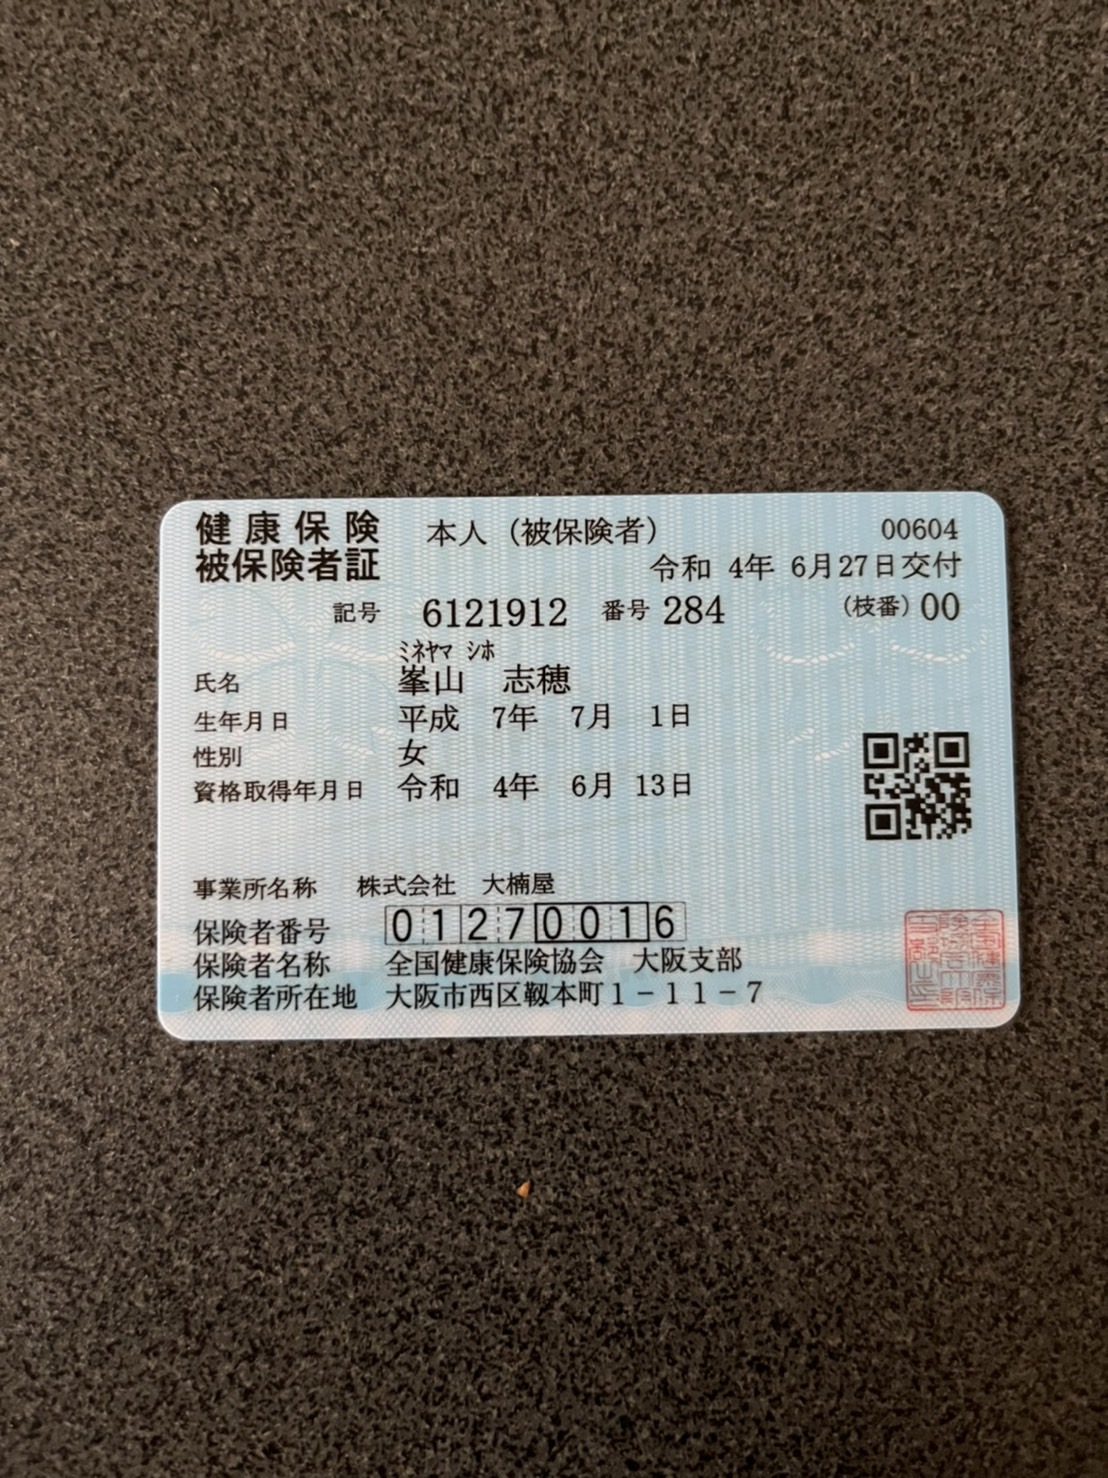 健康保険 本人（被保険者） 00604
被保険者証 令和 4年 6月27日交付
記号 6121912 番号 284 （枝番）00
ﾐﾈﾔﾏ ｼﾎ
氏名 峯山 志穂
生年月日 平成 7年 7月 1日
性別 女
資格取得年月日 令和 4年 6月 13日
事業所名称 株式会社 大楠屋
保険者番号 01270016
保険者名称 全国健康保険協会 大阪支部
保険者所在地 大阪市西区靱本町1－11－7